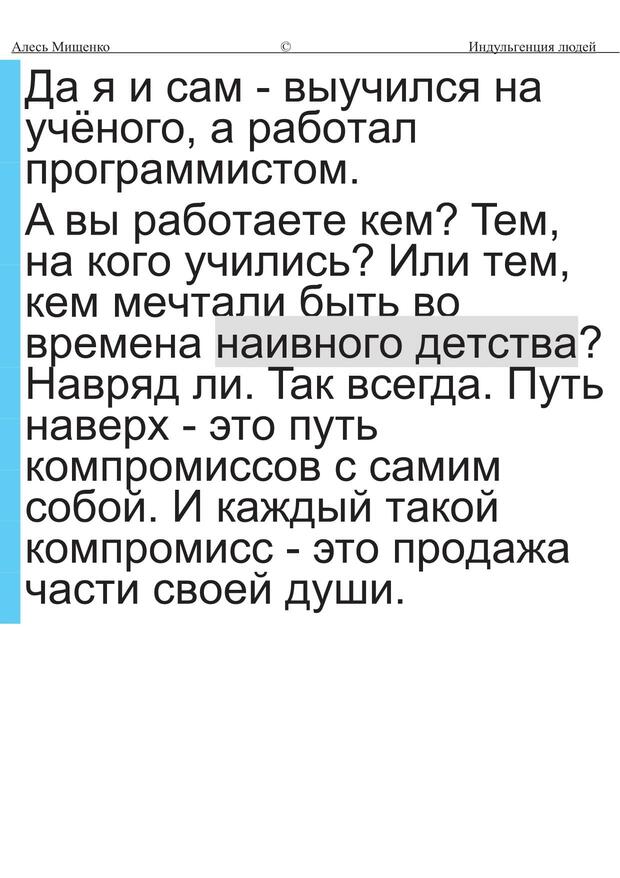 Алесь Мищенко © Индульгенция людей
Да я и сам - выучился на
учёного, а работал
программистом.
А вы работаете кем? Тем,
на кого учились? Или тем,
кем мечтали быть во
времена наивного детства?
Навряд ли. Так всегда. Путь
наверх - это путь
компромиссов с самим
собой. И каждый такой
компромисс - это продажа
части своей души.